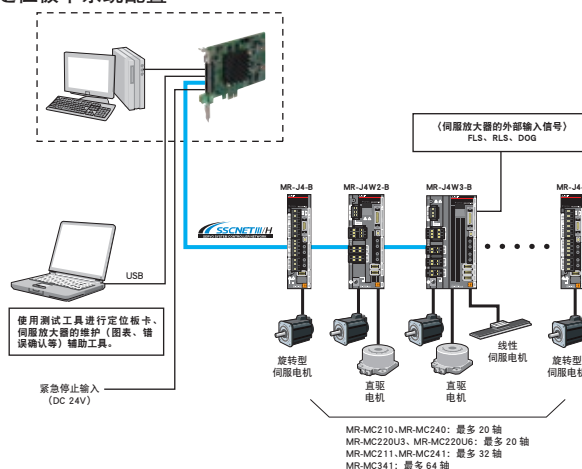 定位板卡系统配置
(伺服放大器的外部输入信号)
FLS、RLS、DOG
MR-J4-B
MR-J4W2-B
MR-J4W3-B
MR-J4-
SSCNETIII/H
SERVO SYSTEM CONTROLLER NETWORK
USB
使用测试工具进行定位板卡、
伺服放大器的维护(图表、错
误确认等)辅助工具。
紧急停止输入
(DC 24V)
旋转型
伺服电机
直驱
电机
直驱
电机
线性
伺服电机
旋转型
伺服电机
MR-MC210、MR-MC240:最多 20 轴
MR-MC220U3、MR-MC220U6:最多 20 轴
MR-MC211、MR-MC241:最多 32 轴
MR-MC341:最多 64 轴